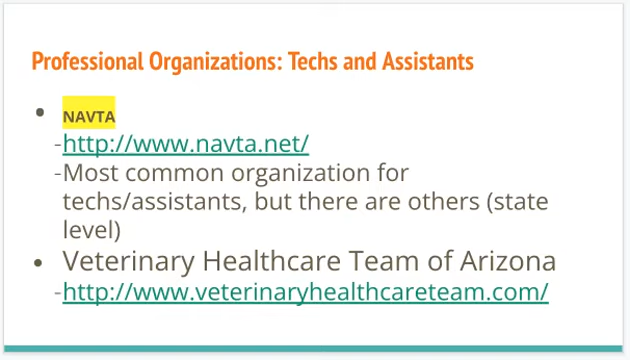 Professional Organizations: Techs and Assistants
• NAVTA
-http://www.navta.net/
-Most common organization for
techs/assistants, but there are others (state
level)
• Veterinary Healthcare Team of Arizona
-http://www.veterinaryhealthcareteam.com/